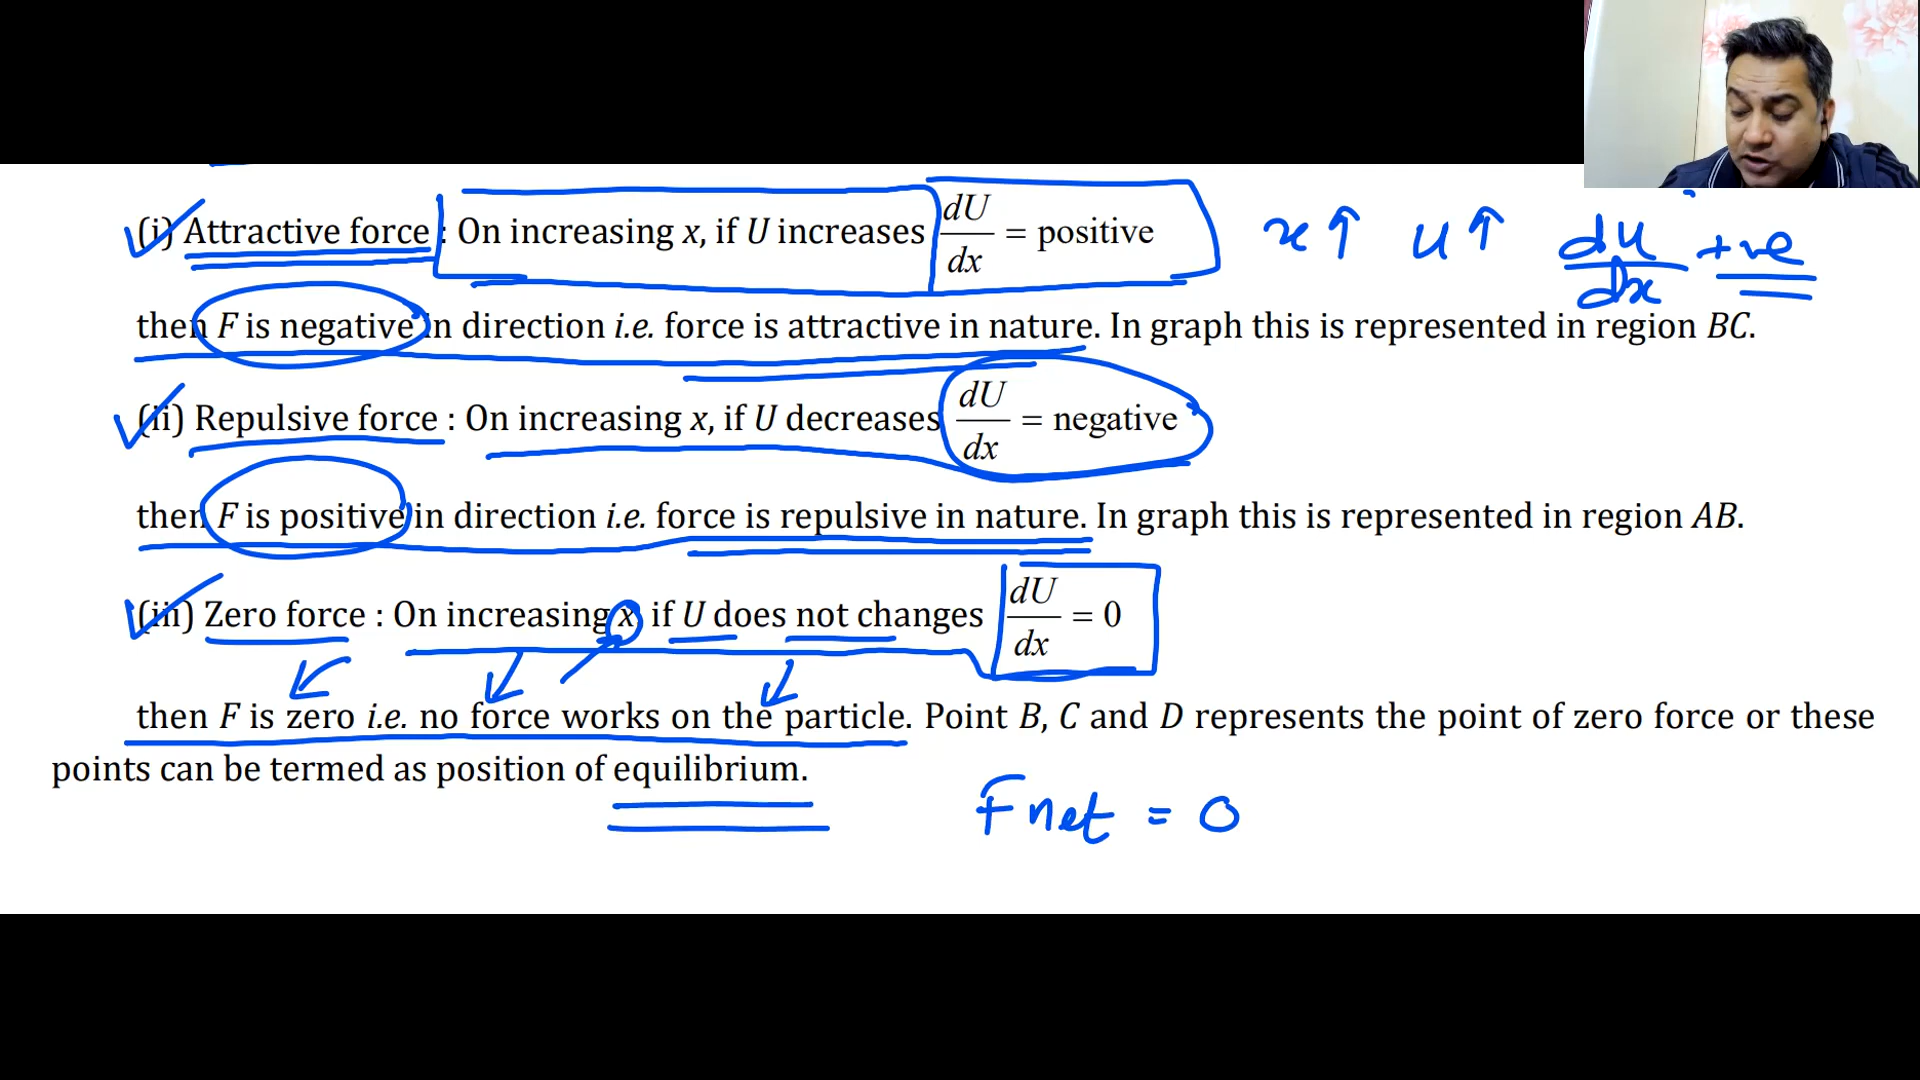 (i) Attractive force : On increasing x, if U increases dU/dx = positive x↑ u↑ du/dx +ve
then F is negative in direction i.e. force is attractive in nature. In graph this is represented in region BC.
(ii) Repulsive force : On increasing x, if U decreases dU/dx = negative
then F is positive in direction i.e. force is repulsive in nature. In graph this is represented in region AB.
(iii) Zero force : On increasing x, if U does not changes dU/dx = 0
then F is zero i.e. no force works on the particle. Point B, C and D represents the point of zero force or these
points can be termed as position of equilibrium.
Fnet = 0